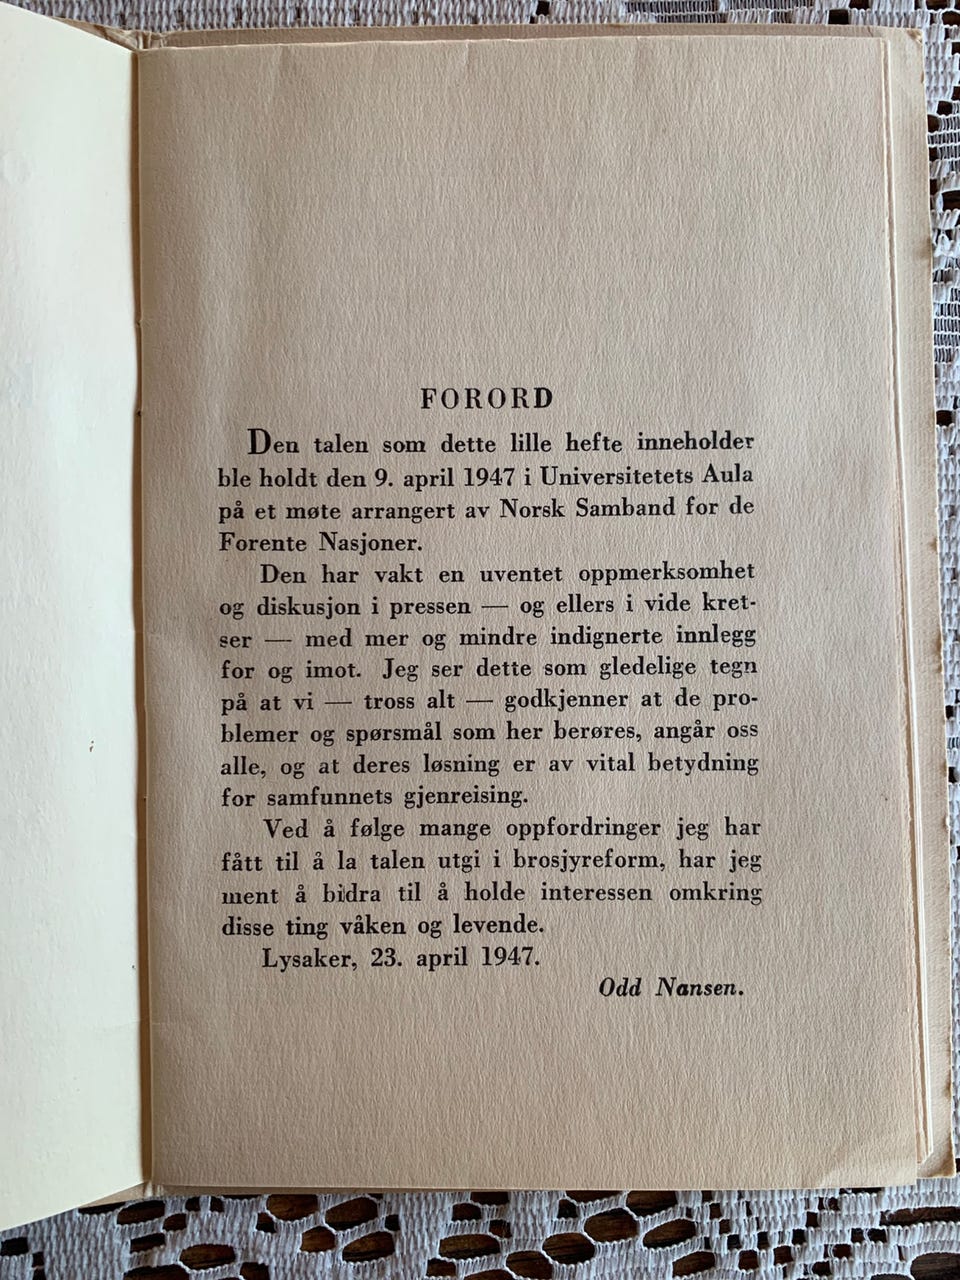 FORORD
Den talen som dette lille hefte inneholder
ble holdt den 9. april 1947 i Universitetets Aula
på et møte arrangert av Norsk Samband for de
Forente Nasjoner.
Den har vakt en uventet oppmerksomhet
og diskusjon i pressen — og ellers i vide kret-
ser — med mer og mindre indignerte innlegg
for og imot. Jeg ser dette som gledelige tegn
på at vi — tross alt — godkjenner at de pro-
blemer og spørsmål som her berøres, angår oss
alle, og at deres løsning er av vital betydning
for samfunnets gjenreising.
Ved å følge mange oppfordringer jeg har
fått til å la talen utgi i brosjyreform, har jeg
ment å bidra til å holde interessen omkring
disse ting våken og levende.
Lysaker, 23. april 1947.
Odd Nansen.